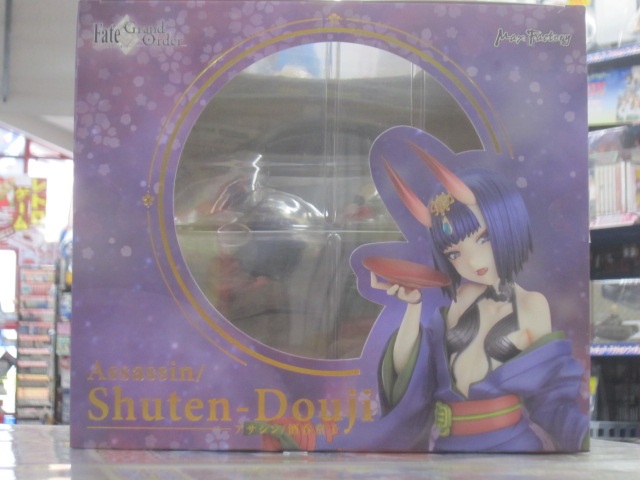 Fate Grand Order
Max Factory
Assassin/
Shuten-Douji
アサシン/酒呑童子